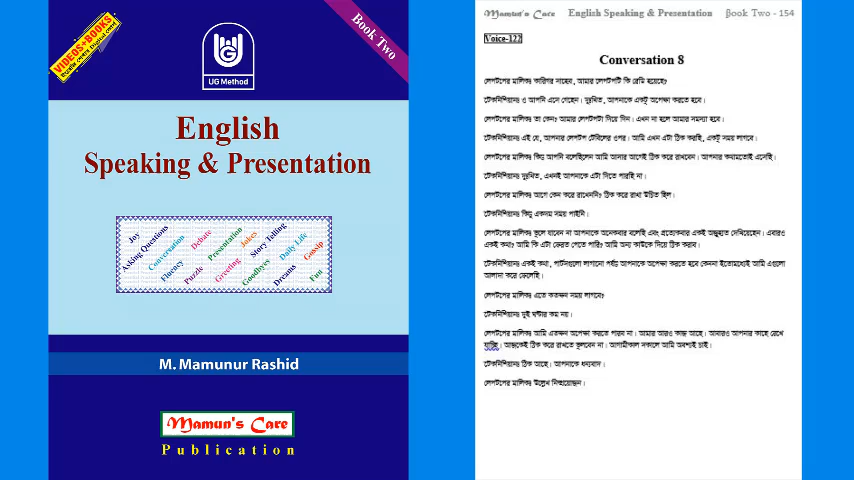 VIDEOS+BOOKS
Book Two
UG Method
English
Speaking & Presentation
Joy
Asking Questions
Conversation
Fluency
Debate
Puzzle
Presentation
Greeting
Jokes
Goodbyes
Story Telling
Dreams
Daily Life
Gossip
Fun
M. Mamunur Rashid
Mamun's Care
Publication
Mamun's Care English Speaking & Presentation Book Two - 154
Voice-122
Conversation 8
লেপটপের মালিকঃ কারিগর সাহেব, আমার লেপটপটি কি রেডি হয়েছে?
টেকনিশিয়ানঃ ও আপনি এসে গেছেন। দুঃখিত, আপনাকে একটু অপেক্ষা করতে হবে।
লেপটপের মালিকঃ তা কেন? আমার লেপটপটা দিয়ে দিন। এখন না হলে আমার সমস্যা হবে।
টেকনিশিয়ানঃ এই যে, আপনার লেপটপ টেবিলের ওপর। আমি এখন এটা ঠিক করছি, একটু সময় লাগবে।
লেপটপের মালিকঃ কিন্তু আপনি বলেছিলেন আমি আসার আগেই ঠিক করে রাখবেন। আপনার কথামতোই এসেছি।
টেকনিশিয়ানঃ দুঃখিত, এখনই আপনাকে এটা দিতে পারছি না।
লেপটপের মালিকঃ আগে কেন করে রাখেননি? ঠিক করে রাখা উচিত ছিল।
টেকনিশিয়ানঃ কিন্তু একদম সময় পাইনি।
লেপটপের মালিকঃ ভুলে যাবেন না আপনাকে অনেকবার বলেছি এবং প্রত্যেকবার একই অজুহাত দেখিয়েছেন। এবারও
একই কথা? আমি কি এটা ফেরত পেতে পারি? আমি অন্য কাউকে দিয়ে ঠিক করাব।
টেকনিশিয়ানঃ একই কথা, পার্টসগুলো লাগানো পর্যন্ত আপনাকে অপেক্ষা করতে হবে কেননা ইতোমধ্যেই আমি এগুলো
আলাদা করে ফেলেছি।
লেপটপের মালিকঃ এতে কতক্ষণ সময় লাগবে?
টেকনিশিয়ানঃ দুই ঘন্টার কম নয়।
লেপটপের মালিকঃ আমি এতক্ষণ অপেক্ষা করতে পারব না। আমার আরও কাজ আছে। আবারও আপনার কাছে রেখে
যাচ্ছি। আজকেই ঠিক করে রাখতে ভুলবেন না। আগামীকাল সকালে আমি অবশ্যই চাই।
টেকনিশিয়ানঃ ঠিক আছে। আপনাকে ধন্যবাদ।
লেপটপের মালিকঃ উল্লেখ নিষ্প্রয়োজন।